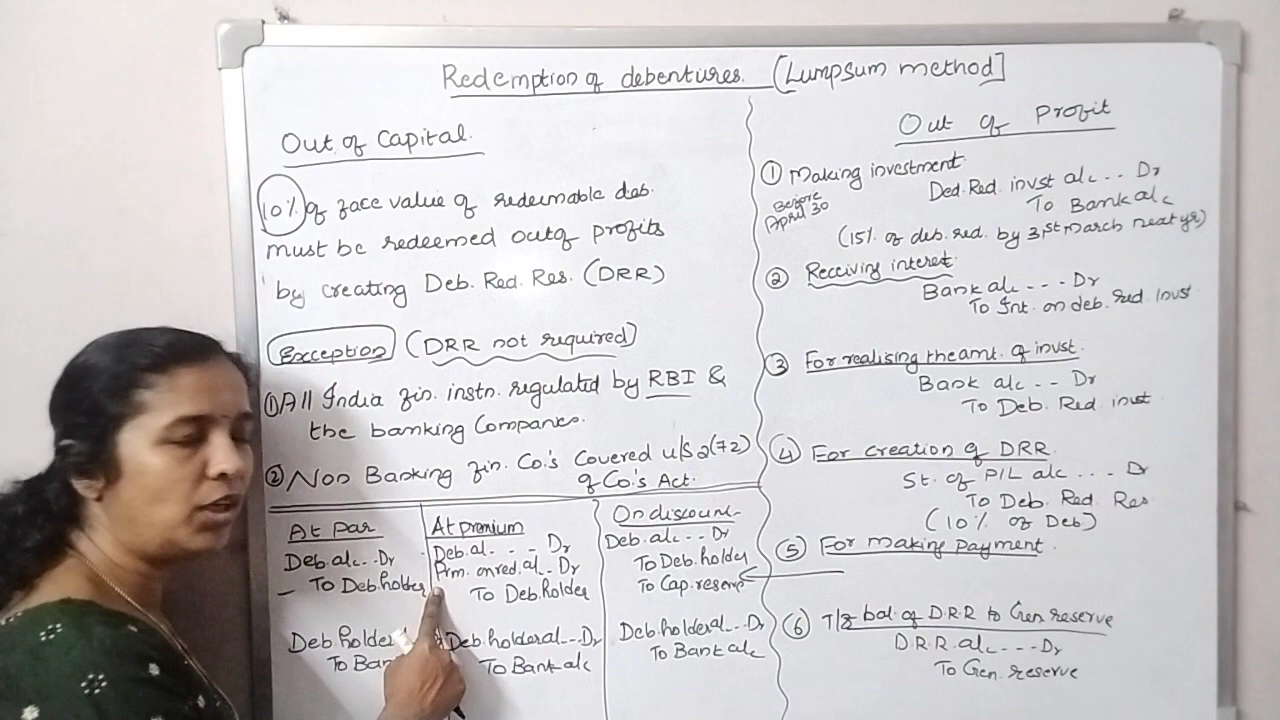 Redemption of debentures. [Lumpsum method]
Out of Capital.
10% of face value of redeemable deb.
must be redeemed out of profits
by creating Deb. Red. Res. (DRR)
Exception (DRR not required)
① All India fin. instn. regulated by RBI &
the banking Companies.
② Non Banking fin. Co.'s Covered u/s 2(72)
of Co's Act.
At par
Deb. a/c.. Dr
To Deb. holder
Deb. holder
To Ban
At premium
Deb. a/c. - - Dr
Prm. on red. a/c.. Dr
To Deb. holder
Deb. holder a/c - - - Dr
To Bank a/c
On discount
Deb. a/c - - Dr
To Deb. holder
To Cap. reserve
Deb. holder a/c - - Dr
To Bank a/c
Out of Profit
① Making investment
Before
April 30
Ded. Red. invst a/c - - Dr
To Bank a/c
(15% of deb. red. by 31st March next yr)
② Receiving interest.
Bank a/c - - - Dr
To Int. on deb. red. invst
③ For realising the amt. of invst.
Bank a/c - - Dr
To Deb. Red invst
④ For creation of DRR.
St. of P/L a/c - - - Dr
To Deb. Red. Res
(10% of Deb)
⑤ For making payment.
⑥ T/f bal. of D.R.R to Gen. reserve
D.R.R. a/c - - - Dr
To Gen. reserve